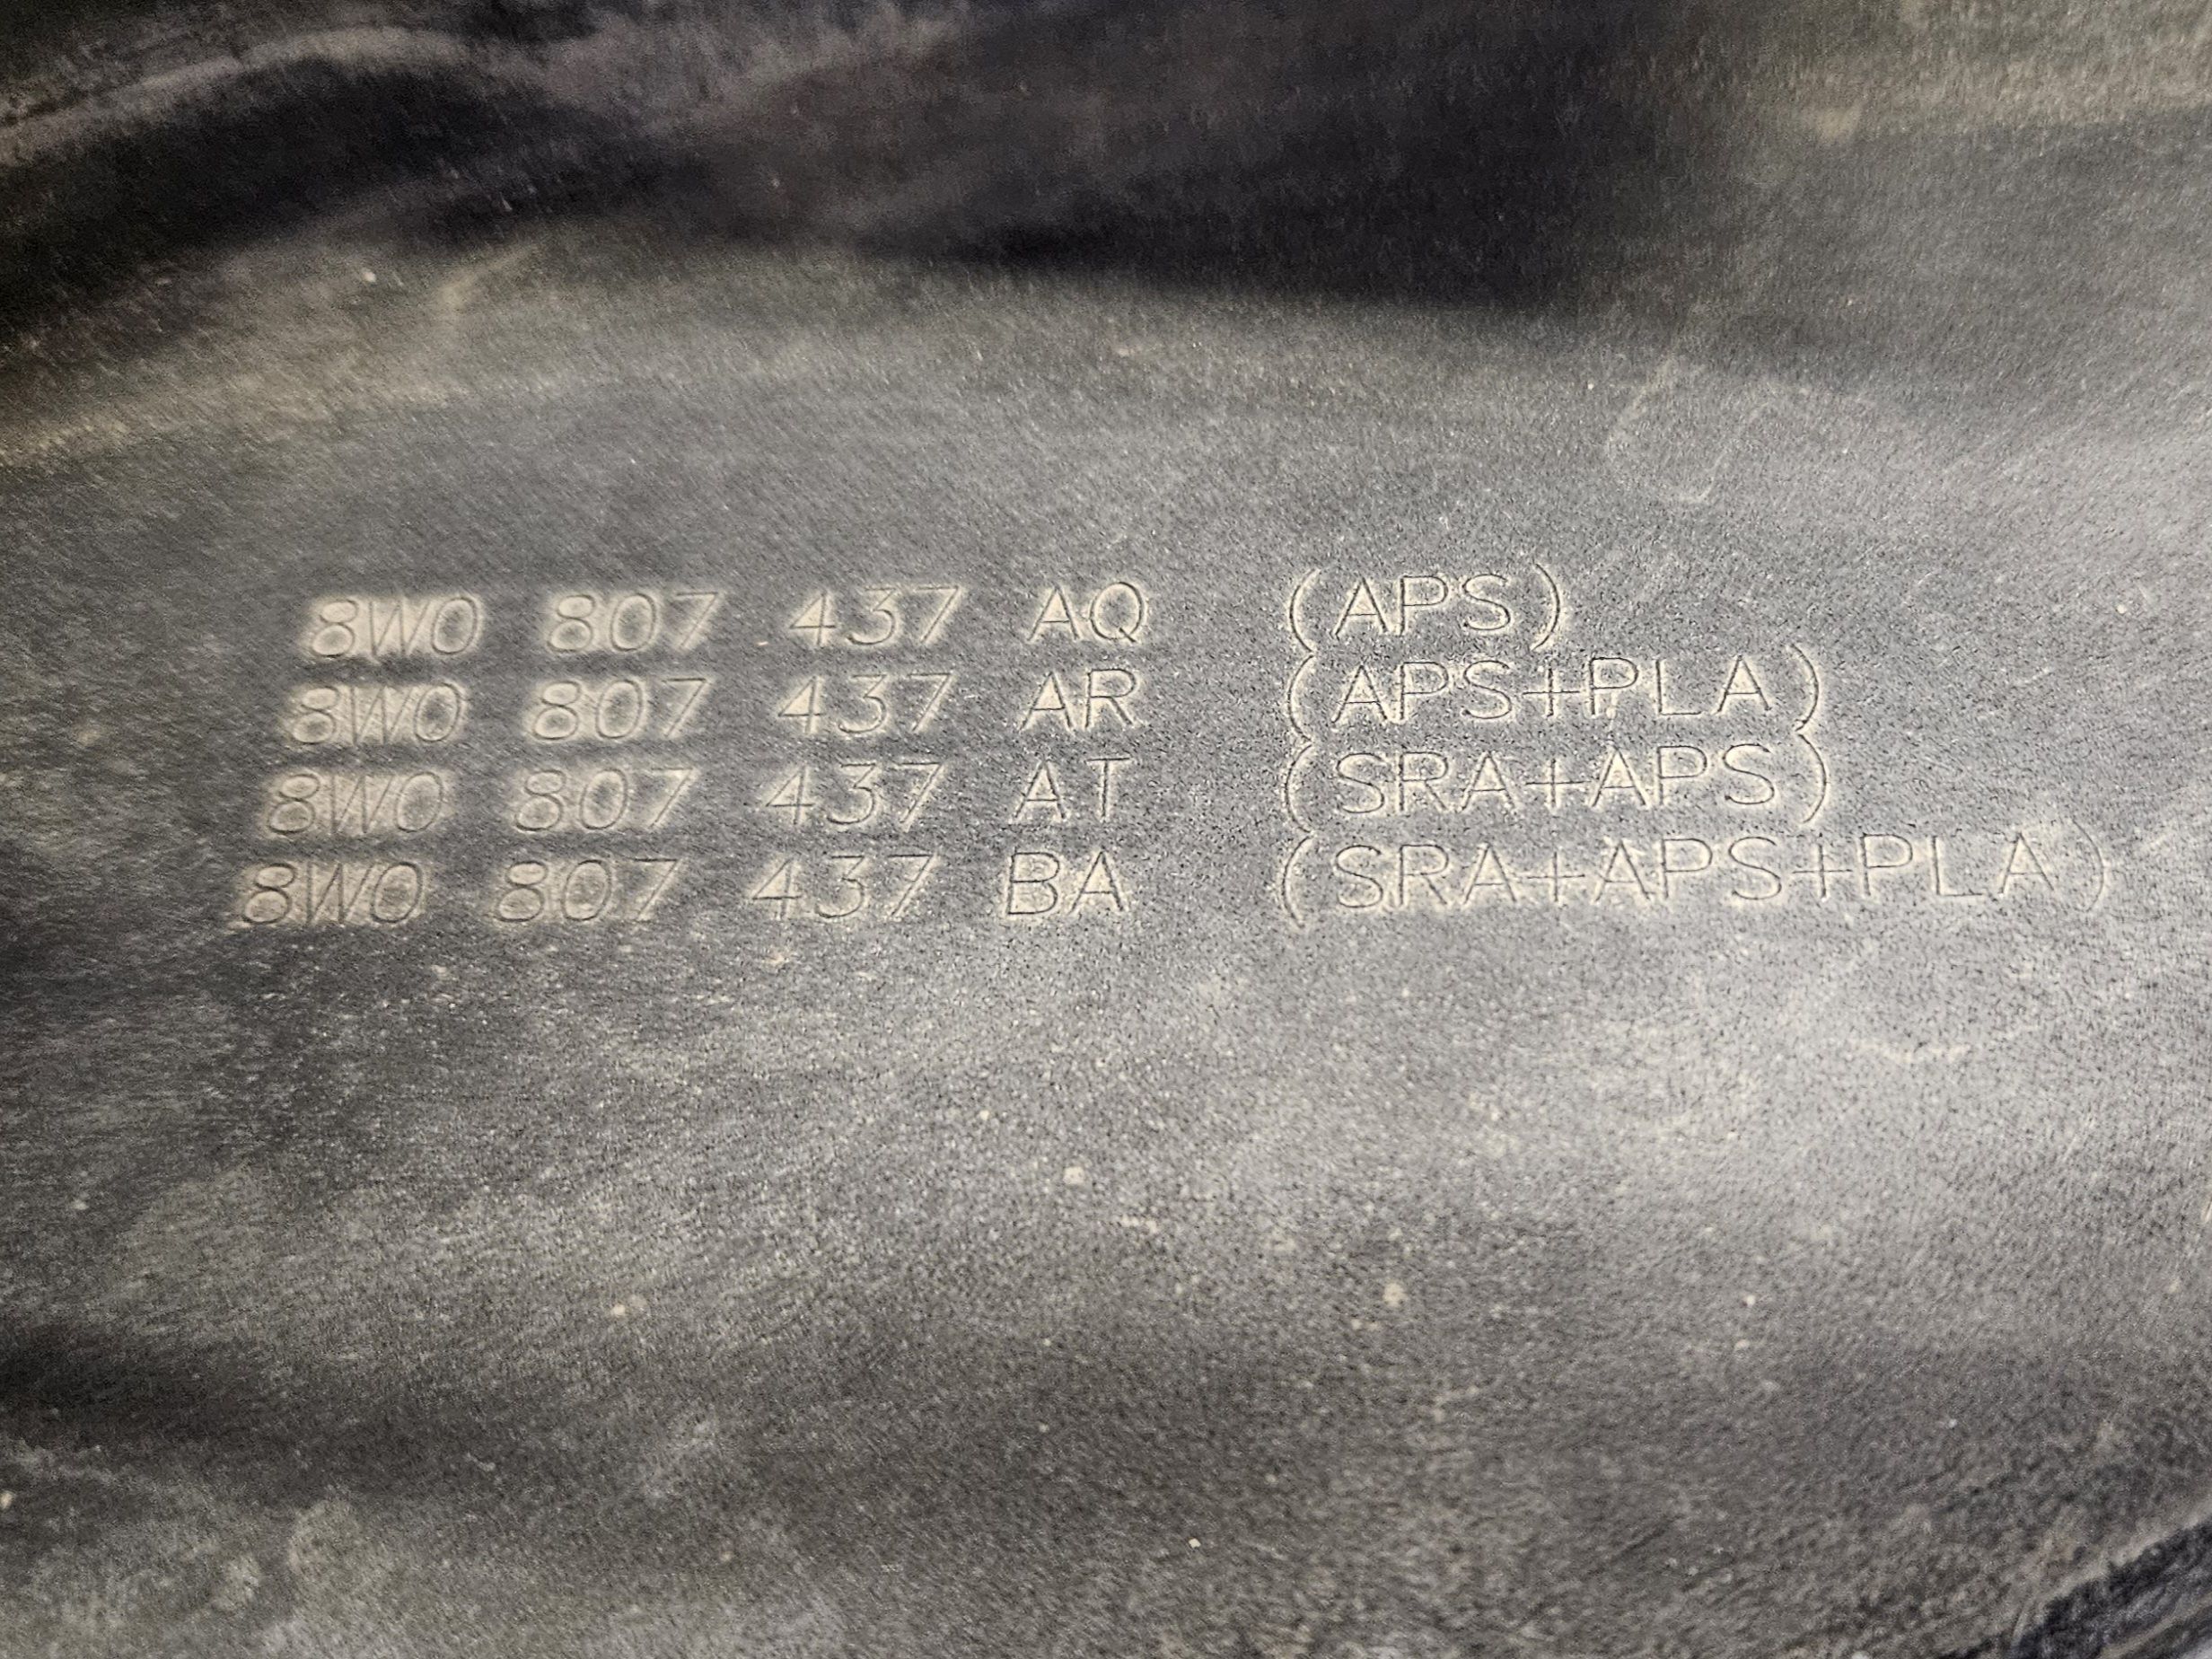 8W0 807 437 AQ (APS)
8W0 807 437 AR (APS+PLA)
8W0 807 437 AT (SRA+APS)
8W0 807 437 BA (SRA+APS+PLA)